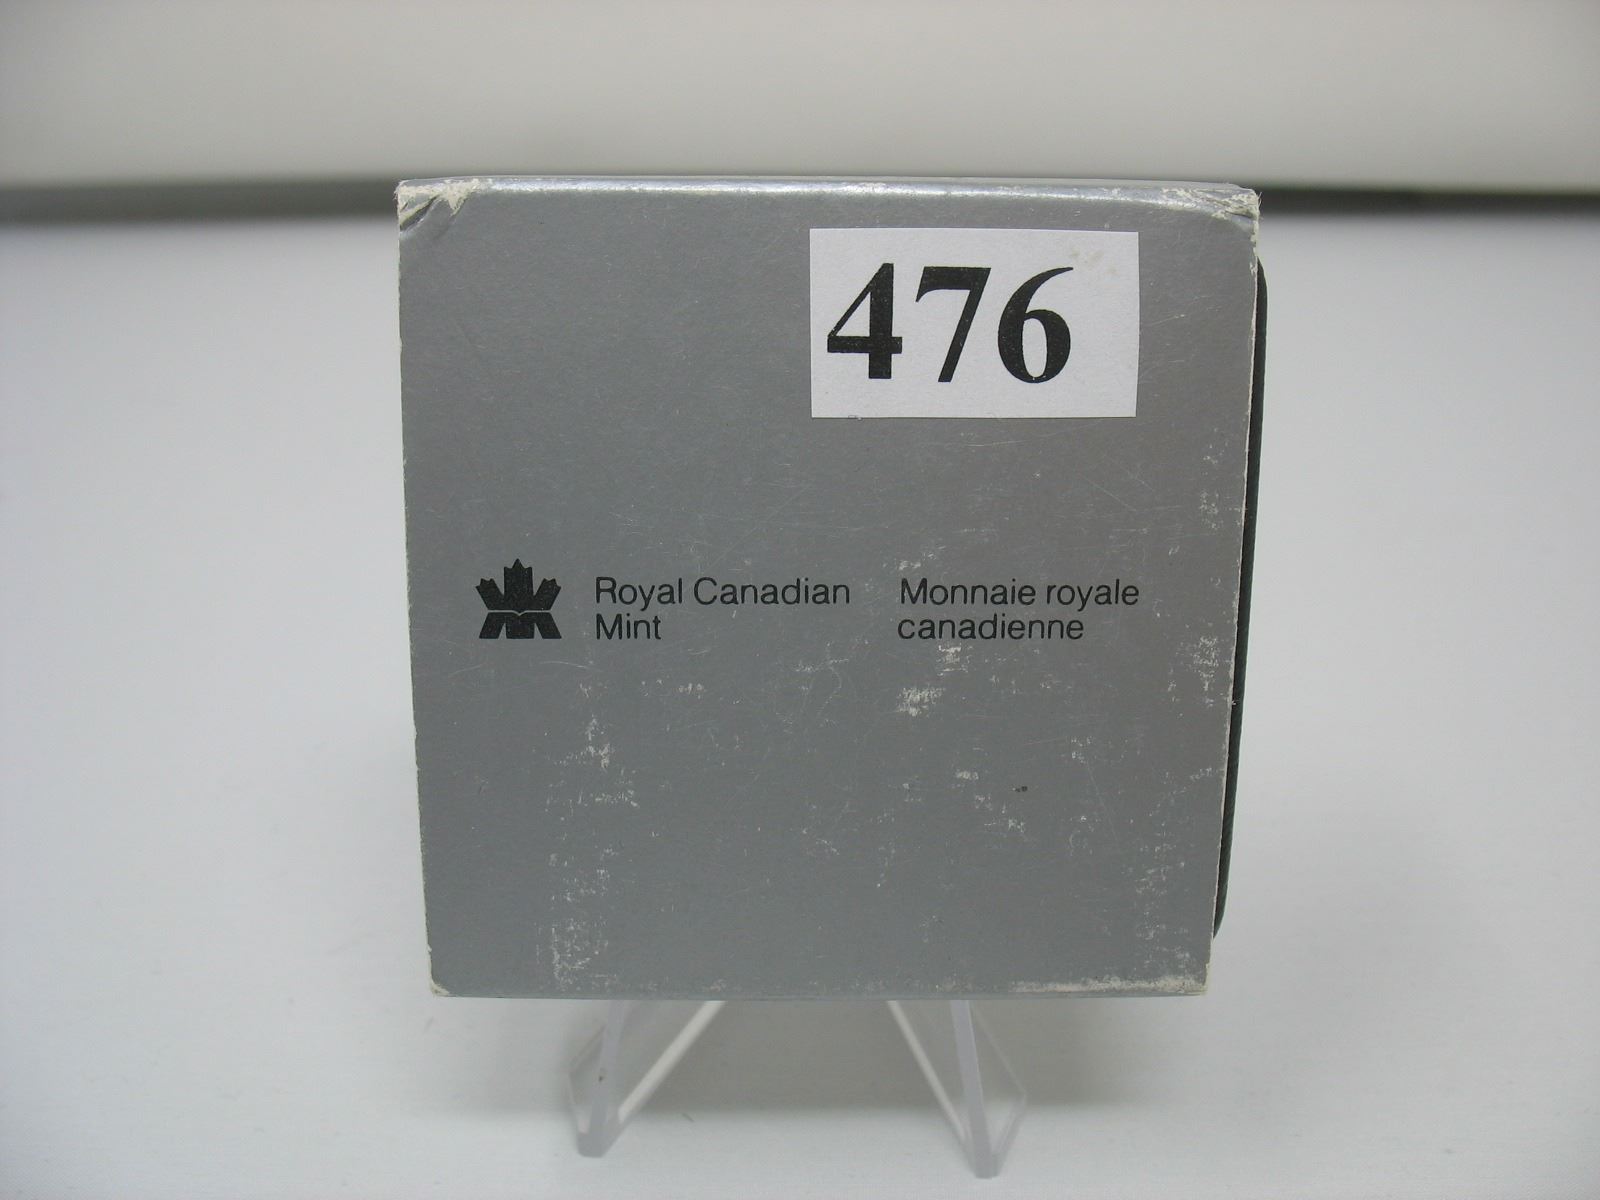 476
Royal Canadian
Mint
Monnaie royale
canadienne